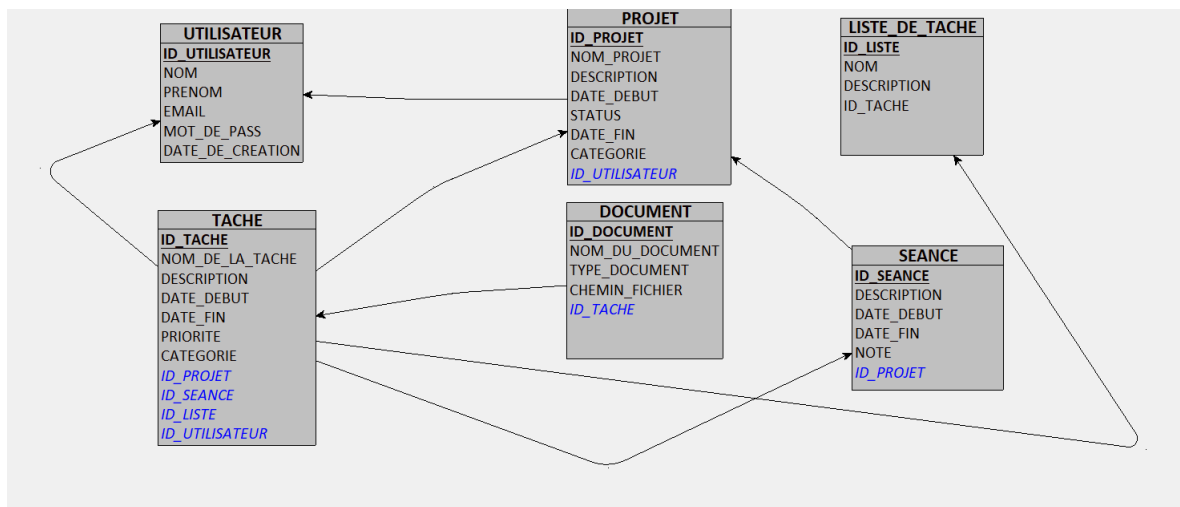 UTILISATEUR
ID_UTILISATEUR
NOM
PRENOM
EMAIL
MOT_DE_PASS
DATE_DE_CREATION
PROJET
ID_PROJET
NOM_PROJET
DESCRIPTION
DATE_DEBUT
STATUS
DATE_FIN
CATEGORIE
ID_UTILISATEUR
LISTE_DE_TACHE
ID_LISTE
NOM
DESCRIPTION
ID_TACHE
TACHE
ID_TACHE
NOM_DE_LA_TACHE
DESCRIPTION
DATE_DEBUT
DATE_FIN
PRIORITE
CATEGORIE
ID_PROJET
ID_SEANCE
ID_LISTE
ID_UTILISATEUR
DOCUMENT
ID_DOCUMENT
NOM_DU_DOCUMENT
TYPE_DOCUMENT
CHEMIN_FICHIER
ID_TACHE
SEANCE
ID_SEANCE
DESCRIPTION
DATE_DEBUT
DATE_FIN
NOTE
ID_PROJET